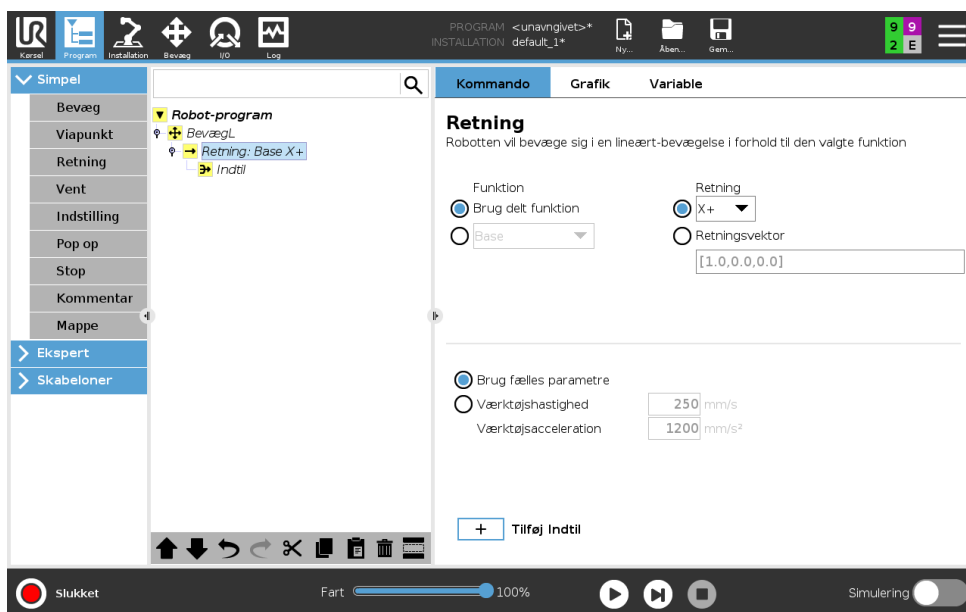 UR
PROGRAM <unavngivet>*
INSTALLATION default_1*
Kørsel Program Installation Bevæg I/O Log
Ny... Åben... Gem...
9 9
2 E
Simpel
Bevæg
Viapunkt
Retning
Vent
Indstilling
Pop op
Stop
Kommentar
Mappe
Ekspert
Skabeloner
Robot-program
BevægL
Retning: Base X+
Indtil
Kommando Grafik Variable
Retning
Robotten vil bevæge sig i en lineært-bevægelse i forhold til den valgte funktion
Funktion
Brug delt funktion
Base
Retning
X+
Retningsvektor
[1.0,0.0,0.0]
Brug fælles parametre
Værktøjshastighed 250 mm/s
Værktøjsacceleration 1200 mm/s²
+ Tilføj Indtil
Slukket
Fart 100%
Simulering